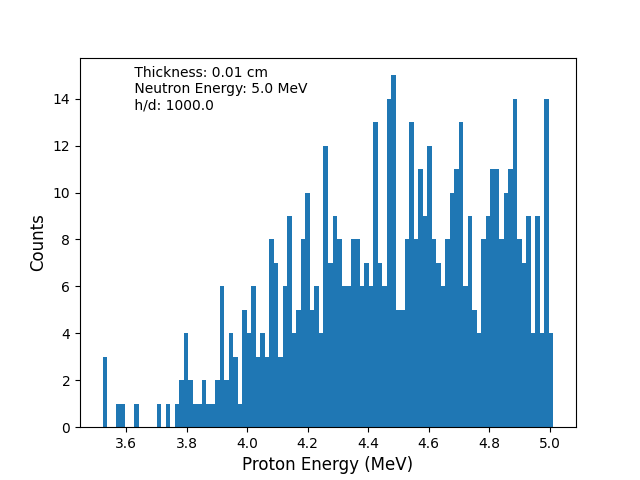 Thickness: 0.01 cm
Neutron Energy: 5.0 MeV
h/d: 1000.0
14
12
10
8
6
4
2
0
Counts
3.6 3.8 4.0 4.2 4.4 4.6 4.8 5.0
Proton Energy (MeV)